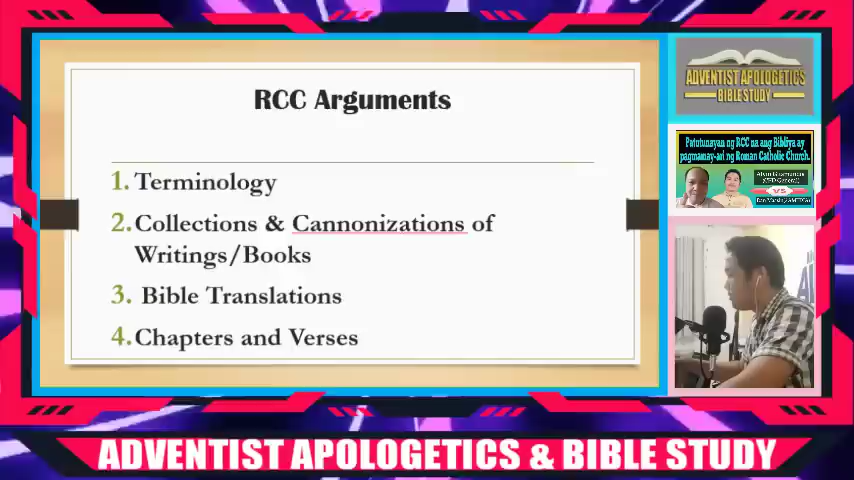 RCC Arguments
1. Terminology
2. Collections & Cannonizations of
Writings/Books
3. Bible Translations
4. Chapters and Verses
ADVENTIST APOLOGETICS
BIBLE STUDY
Patutunayan ng RCC na ang Bibliya ay
pagmamay-ari ng Roman Catholic Church.
VS
ADVENTIST APOLOGETICS & BIBLE STUDY